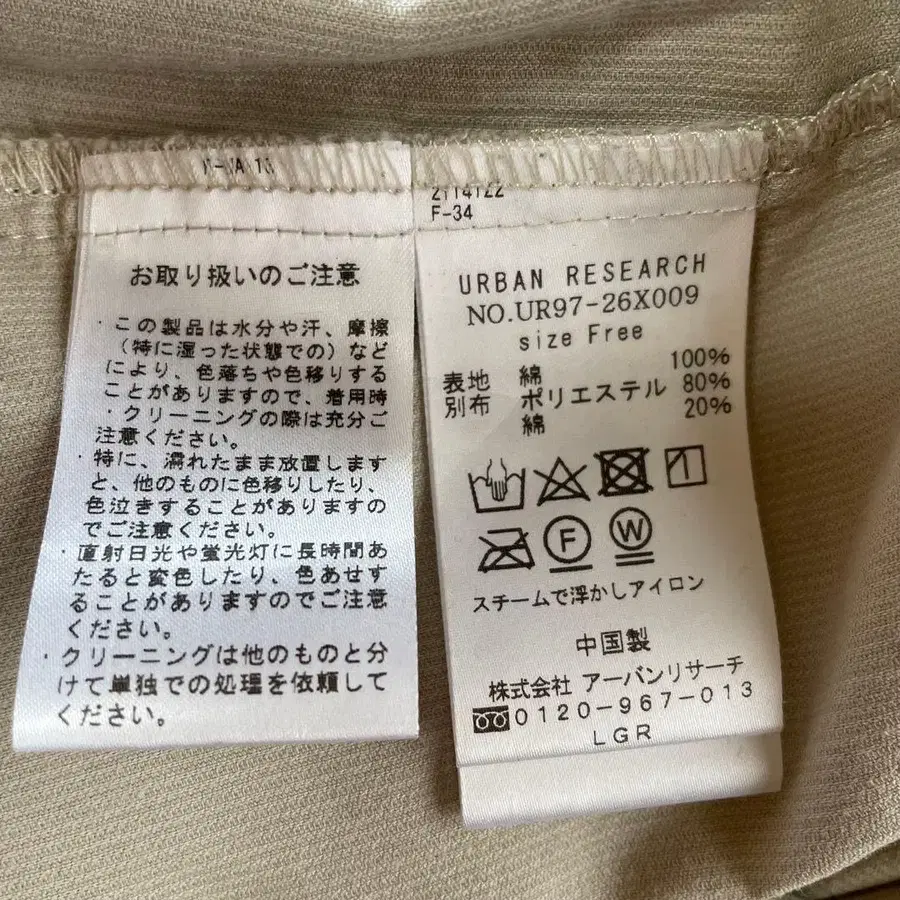 お取り扱いのご注意
・この製品は水分や汗、摩擦
（特に湿った状態での）など
により、色落ちや色移りする
ことがありますので、着用時
・クリーニングの際は充分ご
注意ください。
・特に、濡れたまま放置します
と、他のものに色移りしたり、
色泣きすることがありますの
でご注意ください。
・直射日光や蛍光灯に長時間あ
たると変色したり、色あせす
ることがありますのでご注意
ください。
・クリーニングは他のものと分
けて単独での処理を依頼して
ください。
2114122
F-34
URBAN RESEARCH
NO.UR97-26X009
size Free
表地 綿 100%
別布 ポリエステル 80%
綿 20%
F
W
スチームで浮かしアイロン
中国製
株式会社 アーバンリサーチ
0120-967-013
LGR